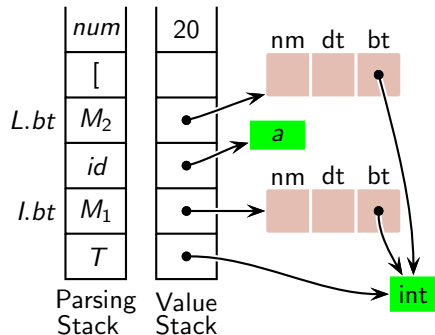 num 20
nm dt bt
[
L.bt M2
a
id
nm dt bt
I.bt M1
T
int
Parsing Stack
Value Stack